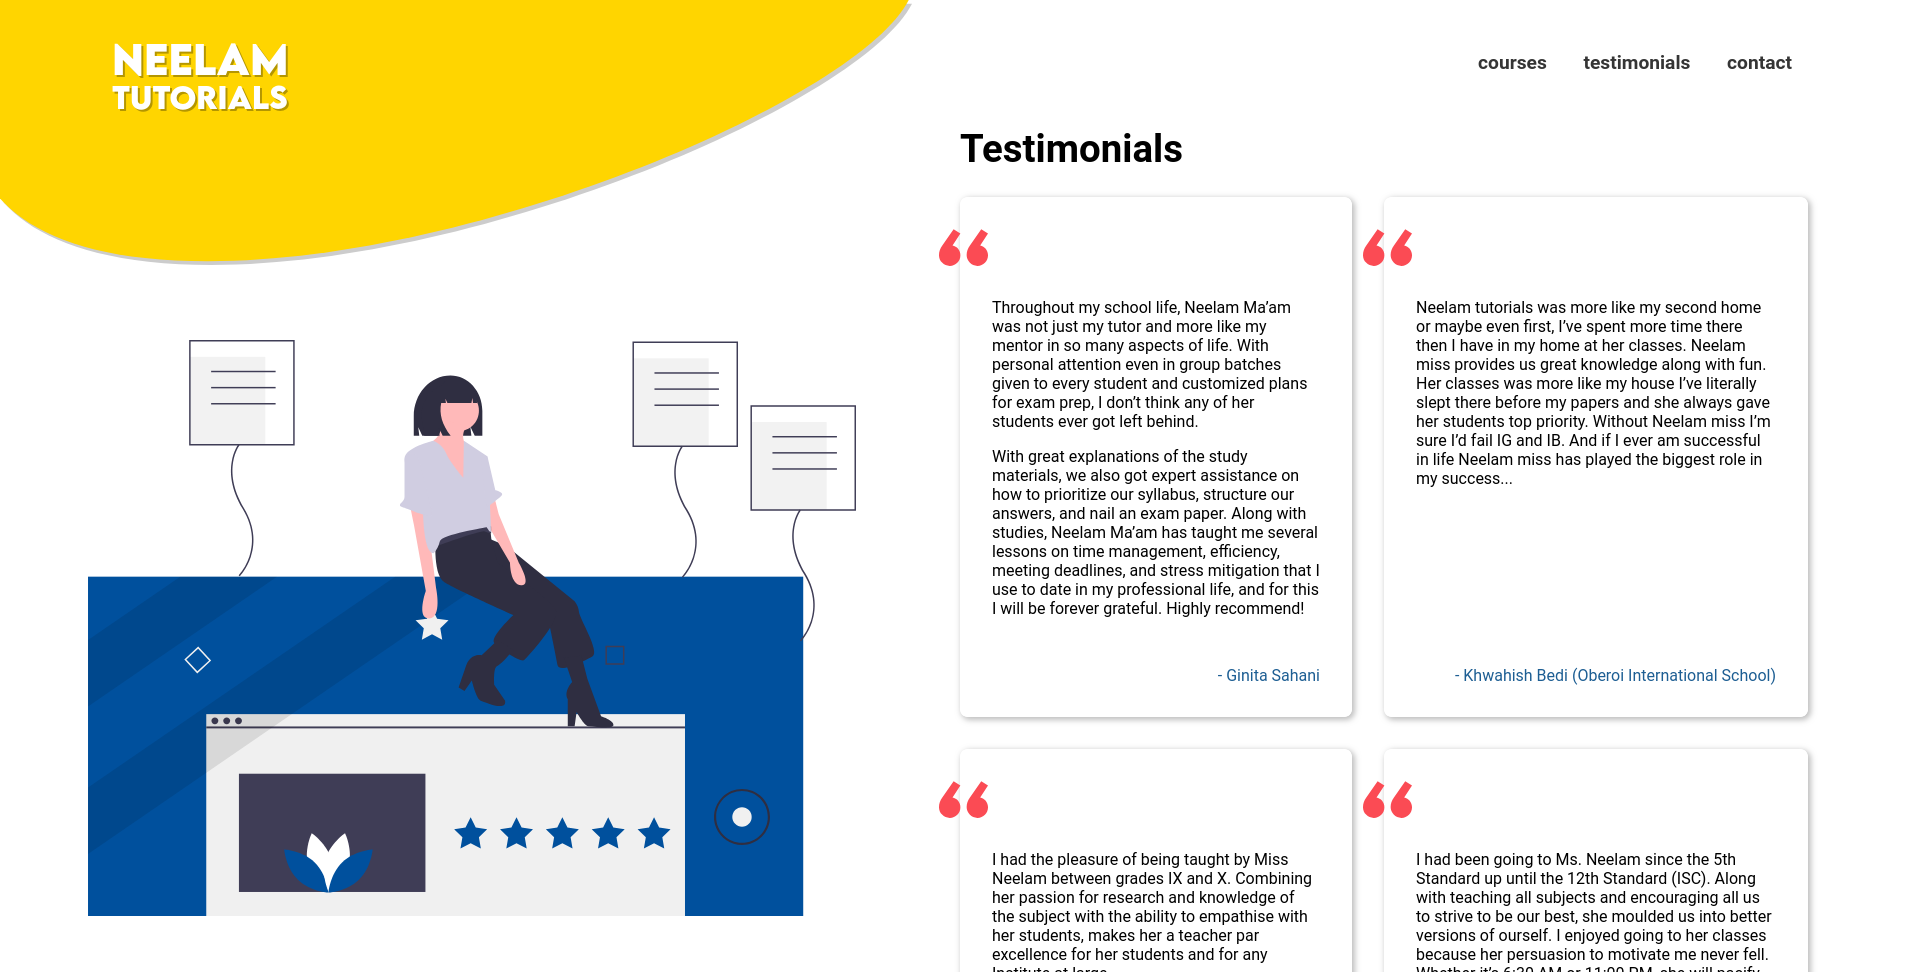 NEELAM
TUTORIALS
courses testimonials contact
Testimonials
Throughout my school life, Neelam Ma’am
was not just my tutor and more like my
mentor in so many aspects of life. With
personal attention even in group batches
given to every student and customized plans
for exam prep, I don’t think any of her
students ever got left behind.
With great explanations of the study
materials, we also got expert assistance on
how to prioritize our syllabus, structure our
answers, and nail an exam paper. Along with
studies, Neelam Ma’am has taught me several
lessons on time management, efficiency,
meeting deadlines, and stress mitigation that I
use to date in my professional life, and for this
I will be forever grateful. Highly recommend!
- Ginita Sahani
Neelam tutorials was more like my second home
or maybe even first, I’ve spent more time there
then I have in my home at her classes. Neelam
miss provides us great knowledge along with fun.
Her classes was more like my house I’ve literally
slept there before my papers and she always gave
her students top priority. Without Neelam miss I’m
sure I’d fail IG and IB. And if I ever am successful
in life Neelam miss has played the biggest role in
my success...
- Khwahish Bedi (Oberoi International School)
I had the pleasure of being taught by Miss
Neelam between grades IX and X. Combining
her passion for research and knowledge of
the subject with the ability to empathise with
her students, makes her a teacher par
excellence for her students and for any
Institute at large.
I had been going to Ms. Neelam since the 5th
Standard up until the 12th Standard (ISC). Along
with teaching all subjects and encouraging all us
to strive to be our best, she moulded us into better
versions of ourself. I enjoyed going to her classes
because her persuasion to motivate me never fell.
Whether it’s 6:30 AM or 11:00 PM, she will pacify